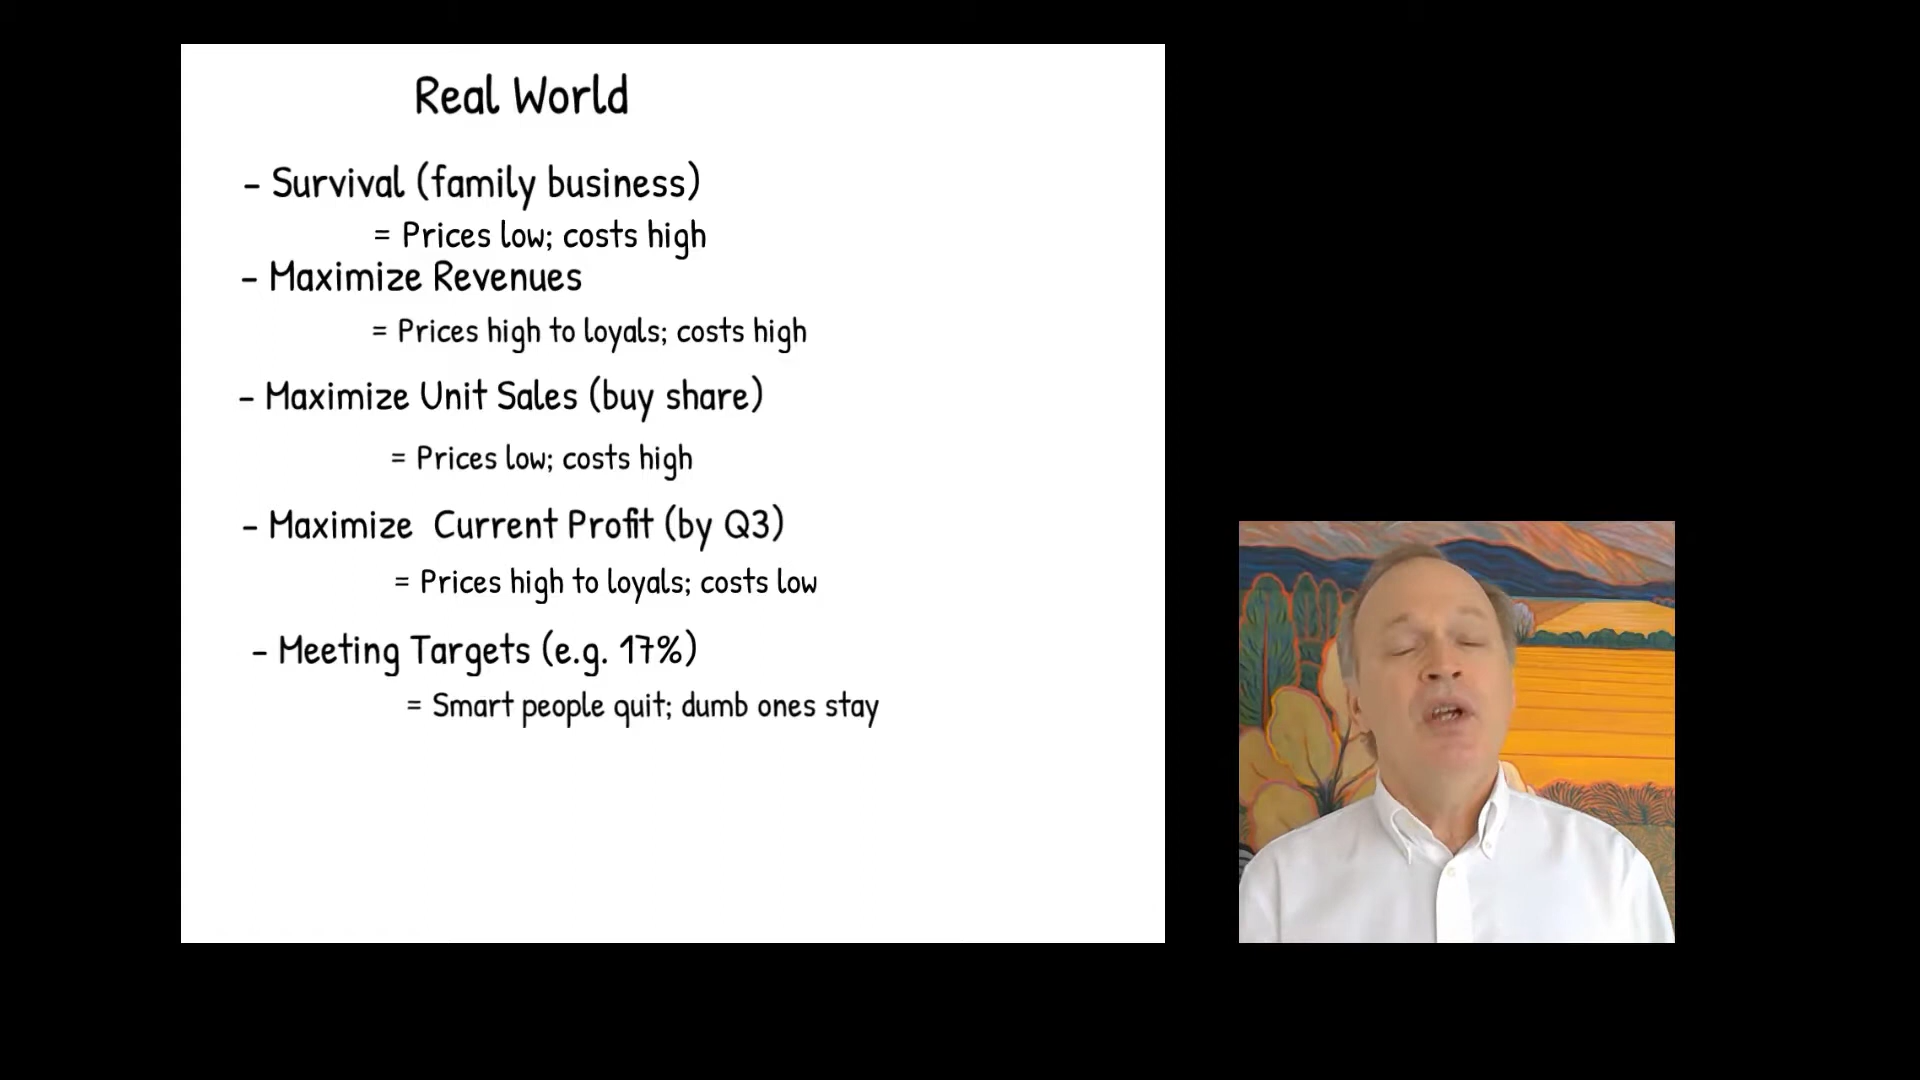 Real World
- Survival (family business)
= Prices low; costs high
- Maximize Revenues
= Prices high to loyals; costs high
- Maximize Unit Sales (buy share)
= Prices low; costs high
- Maximize Current Profit (by Q3)
= Prices high to loyals; costs low
- Meeting Targets (e.g. 17%)
= Smart people quit; dumb ones stay